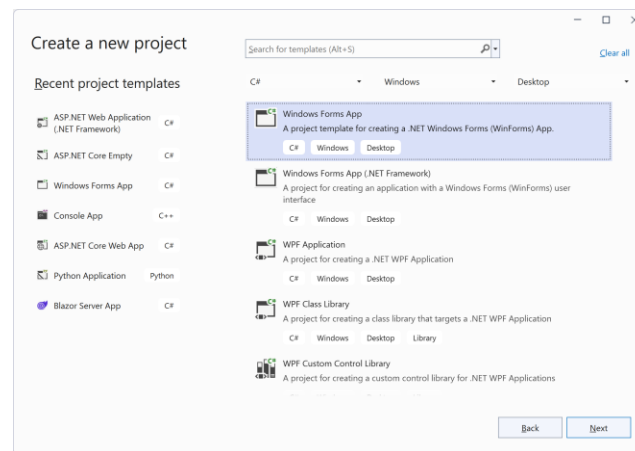 Create a new project
Search for templates (Alt+S)
Clear all
Recent project templates
C#
Windows
Desktop
ASP.NET Web Application
(.NET Framework)
C#
ASP.NET Core Empty
C#
Windows Forms App
C#
Console App
C++
ASP.NET Core Web App
C#
Python Application
Python
Blazor Server App
C#
Windows Forms App
A project template for creating a .NET Windows Forms (WinForms) App.
C# Windows Desktop
Windows Forms App (.NET Framework)
A project for creating an application with a Windows Forms (WinForms) user
interface
C# Windows Desktop
WPF Application
A project for creating a .NET WPF Application
C# Windows Desktop
WPF Class Library
A project for creating a class library that targets a .NET WPF Application
C# Windows Desktop Library
WPF Custom Control Library
A project for creating a custom control library for .NET WPF Applications
Back
Next